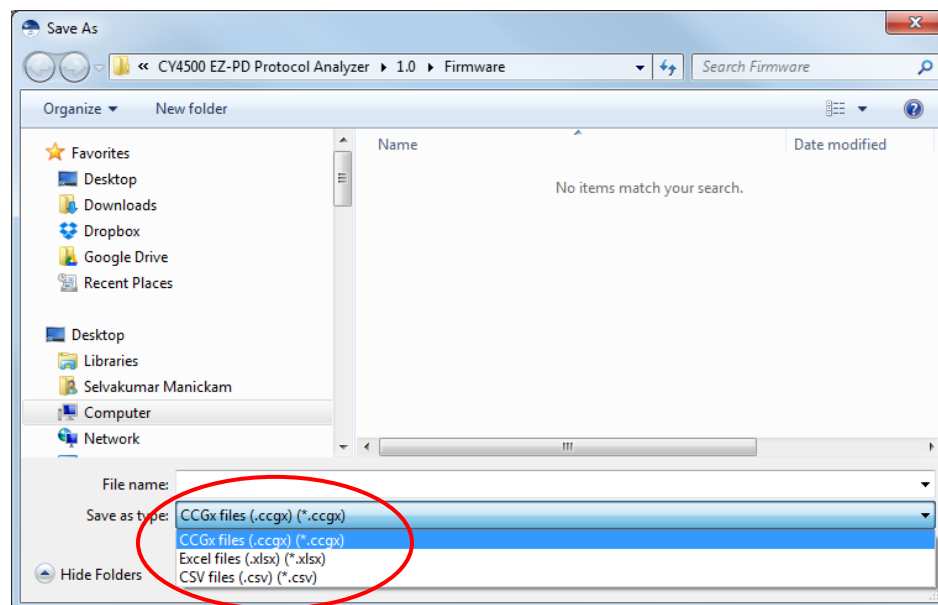 Save As
« CY4500 EZ-PD Protocol Analyzer ▸ 1.0 ▸ Firmware
Search Firmware
Organize
New folder
Favorites
Desktop
Downloads
Dropbox
Google Drive
Recent Places
Desktop
Libraries
Selvakumar Manickam
Computer
Network
Name
Date modified
No items match your search.
File name:
Save as type: CCGx files (.ccgx) (*.ccgx)
CCGx files (.ccgx) (*.ccgx)
Excel files (.xlsx) (*.xlsx)
CSV files (.csv) (*.csv)
Hide Folders